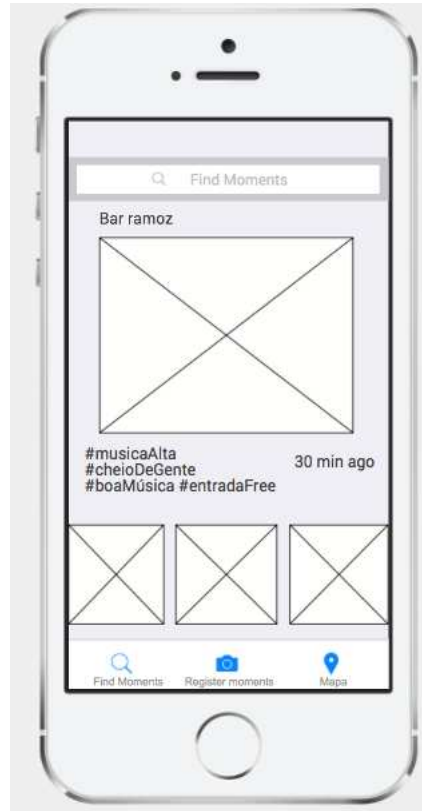 Find Moments
Bar ramoz
#musicaAlta
#cheioDeGente
#boaMúsica #entradaFree
30 min ago
Find Moments
Register moments
Mapa